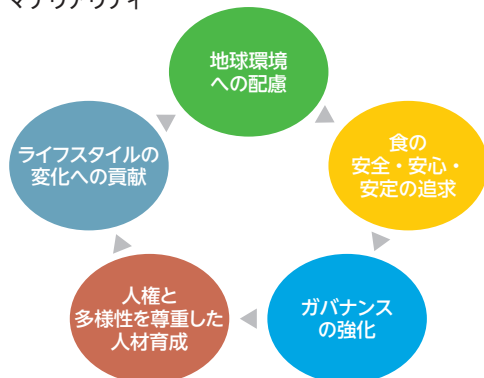 地球環境
への配慮
食の
安全・安心・
安定の追求
ガバナンス
の強化
人権と
多様性を尊重した
人材育成
ライフスタイルの
変化への貢献